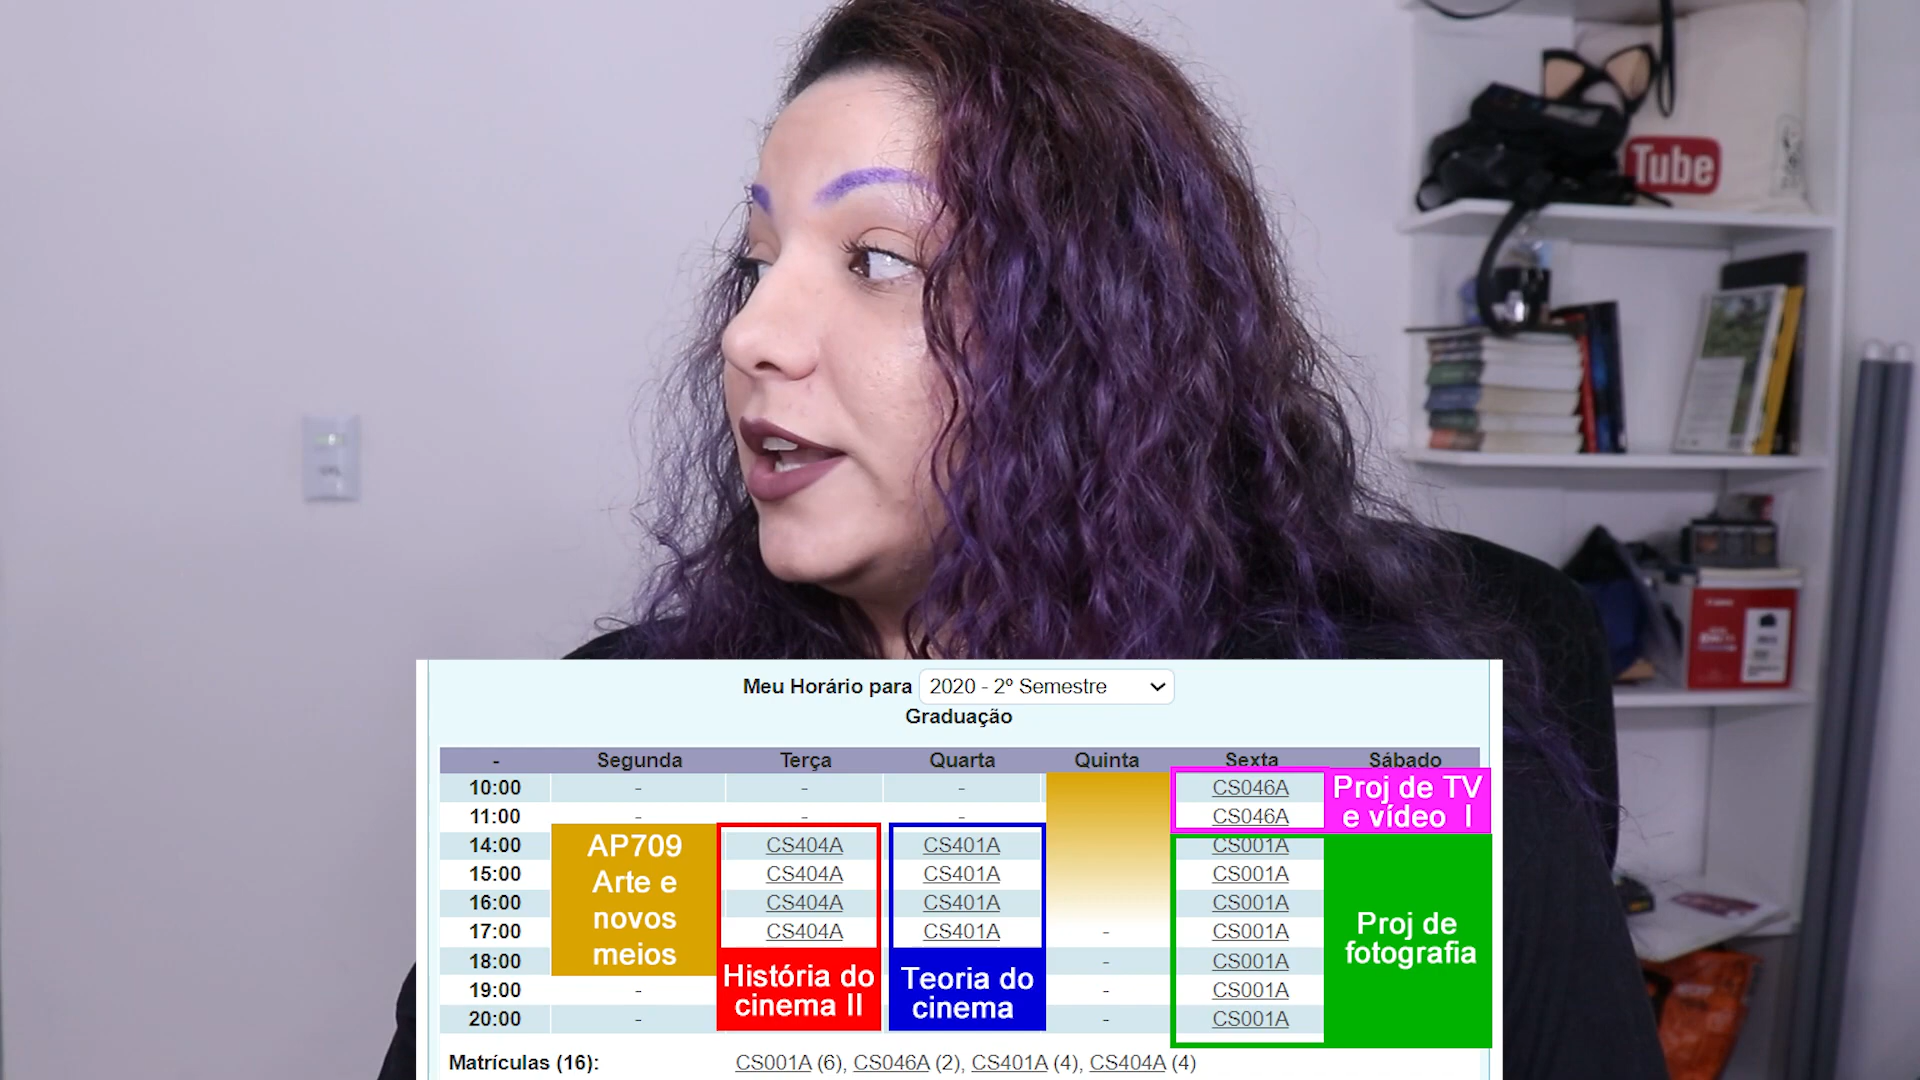 Tube
Meu Horário para 2020 - 2º Semestre
Graduação
- Segunda Terça Quarta Quinta Sexta Sábado
10:00 - - - CS046A
11:00 - - - CS046A
Proj de TV
e vídeo I
14:00 CS404A CS401A CS001A
15:00 CS404A CS401A CS001A
16:00 CS404A CS401A CS001A
17:00 CS404A CS401A - CS001A
18:00 - CS001A
19:00 - - CS001A
20:00 - - CS001A
AP709
Arte e
novos
meios
História do
cinema II
Teoria do
cinema
Proj de
fotografia
Matrículas (16): CS001A (6), CS046A (2), CS401A (4), CS404A (4)